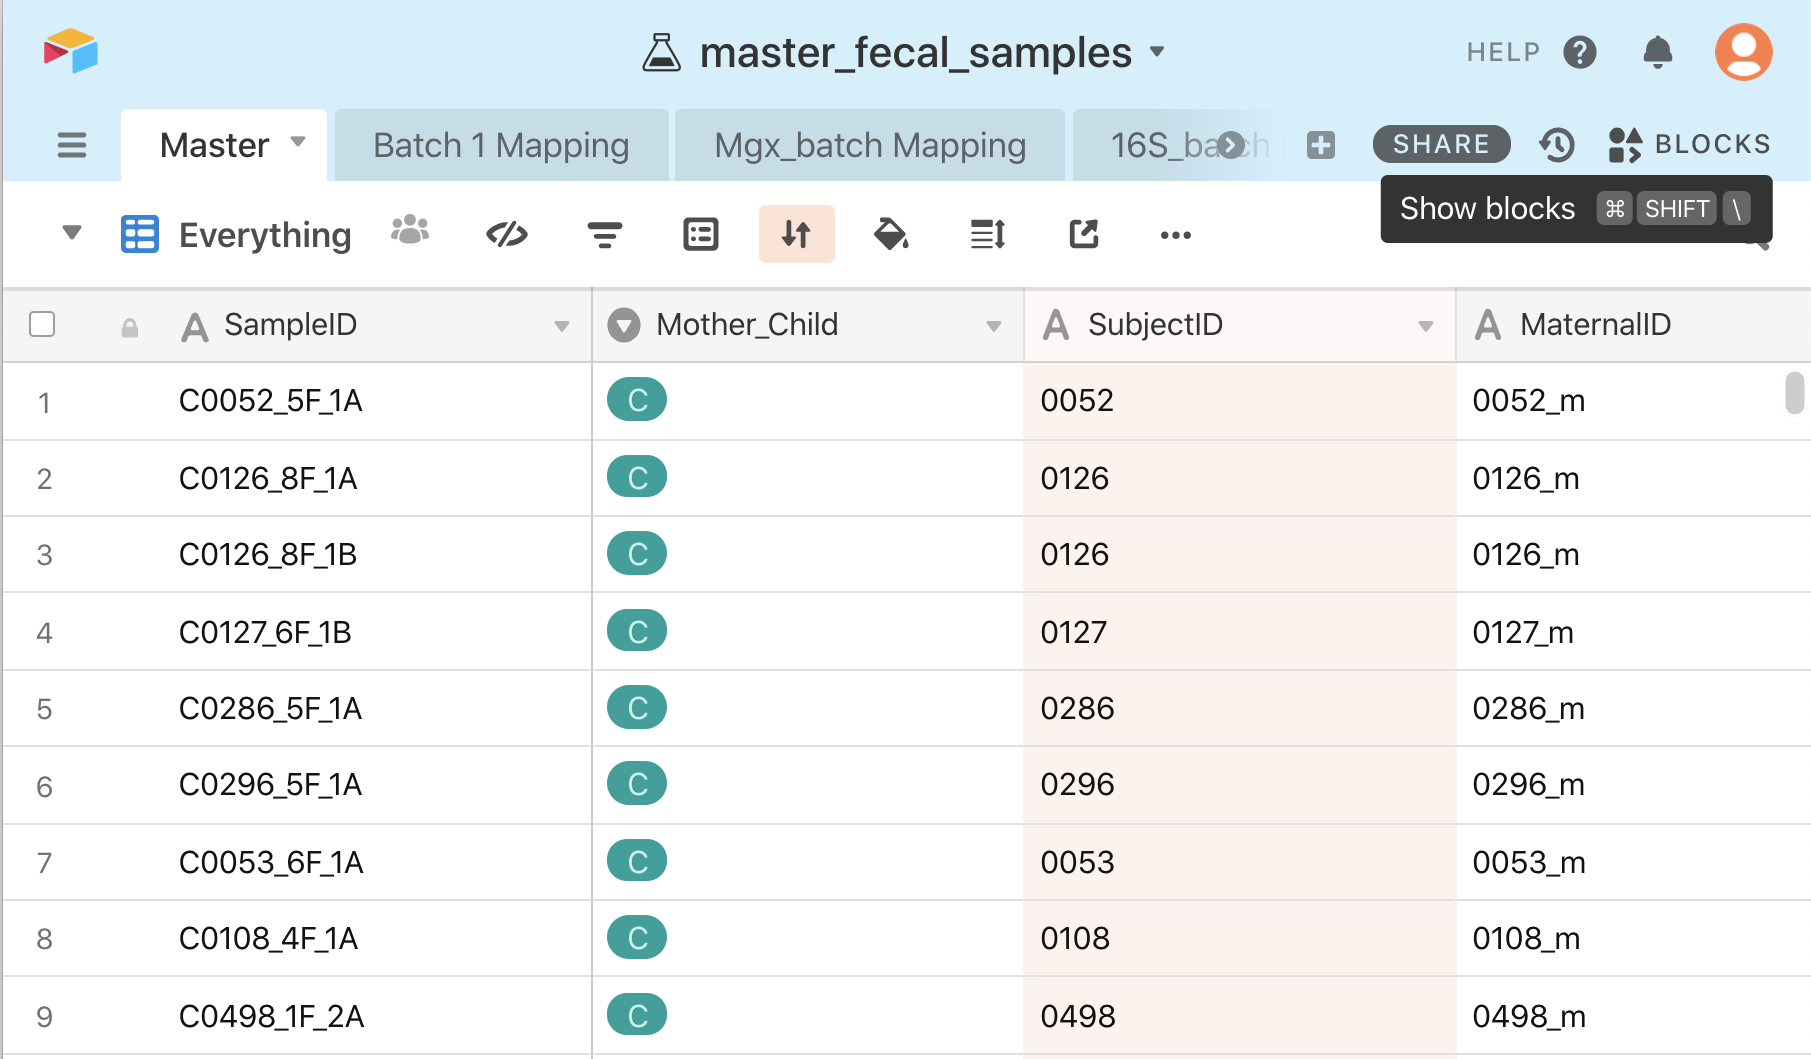 master_fecal_samples
HELP
Master
Batch 1 Mapping
Mgx_batch Mapping
16S_batch
SHARE
BLOCKS
Show blocks ⌘ SHIFT \
Everything
SampleID Mother_Child SubjectID MaternalID
1 C0052_5F_1A C 0052 0052_m
2 C0126_8F_1A C 0126 0126_m
3 C0126_8F_1B C 0126 0126_m
4 C0127_6F_1B C 0127 0127_m
5 C0286_5F_1A C 0286 0286_m
6 C0296_5F_1A C 0296 0296_m
7 C0053_6F_1A C 0053 0053_m
8 C0108_4F_1A C 0108 0108_m
9 C0498_1F_2A C 0498 0498_m